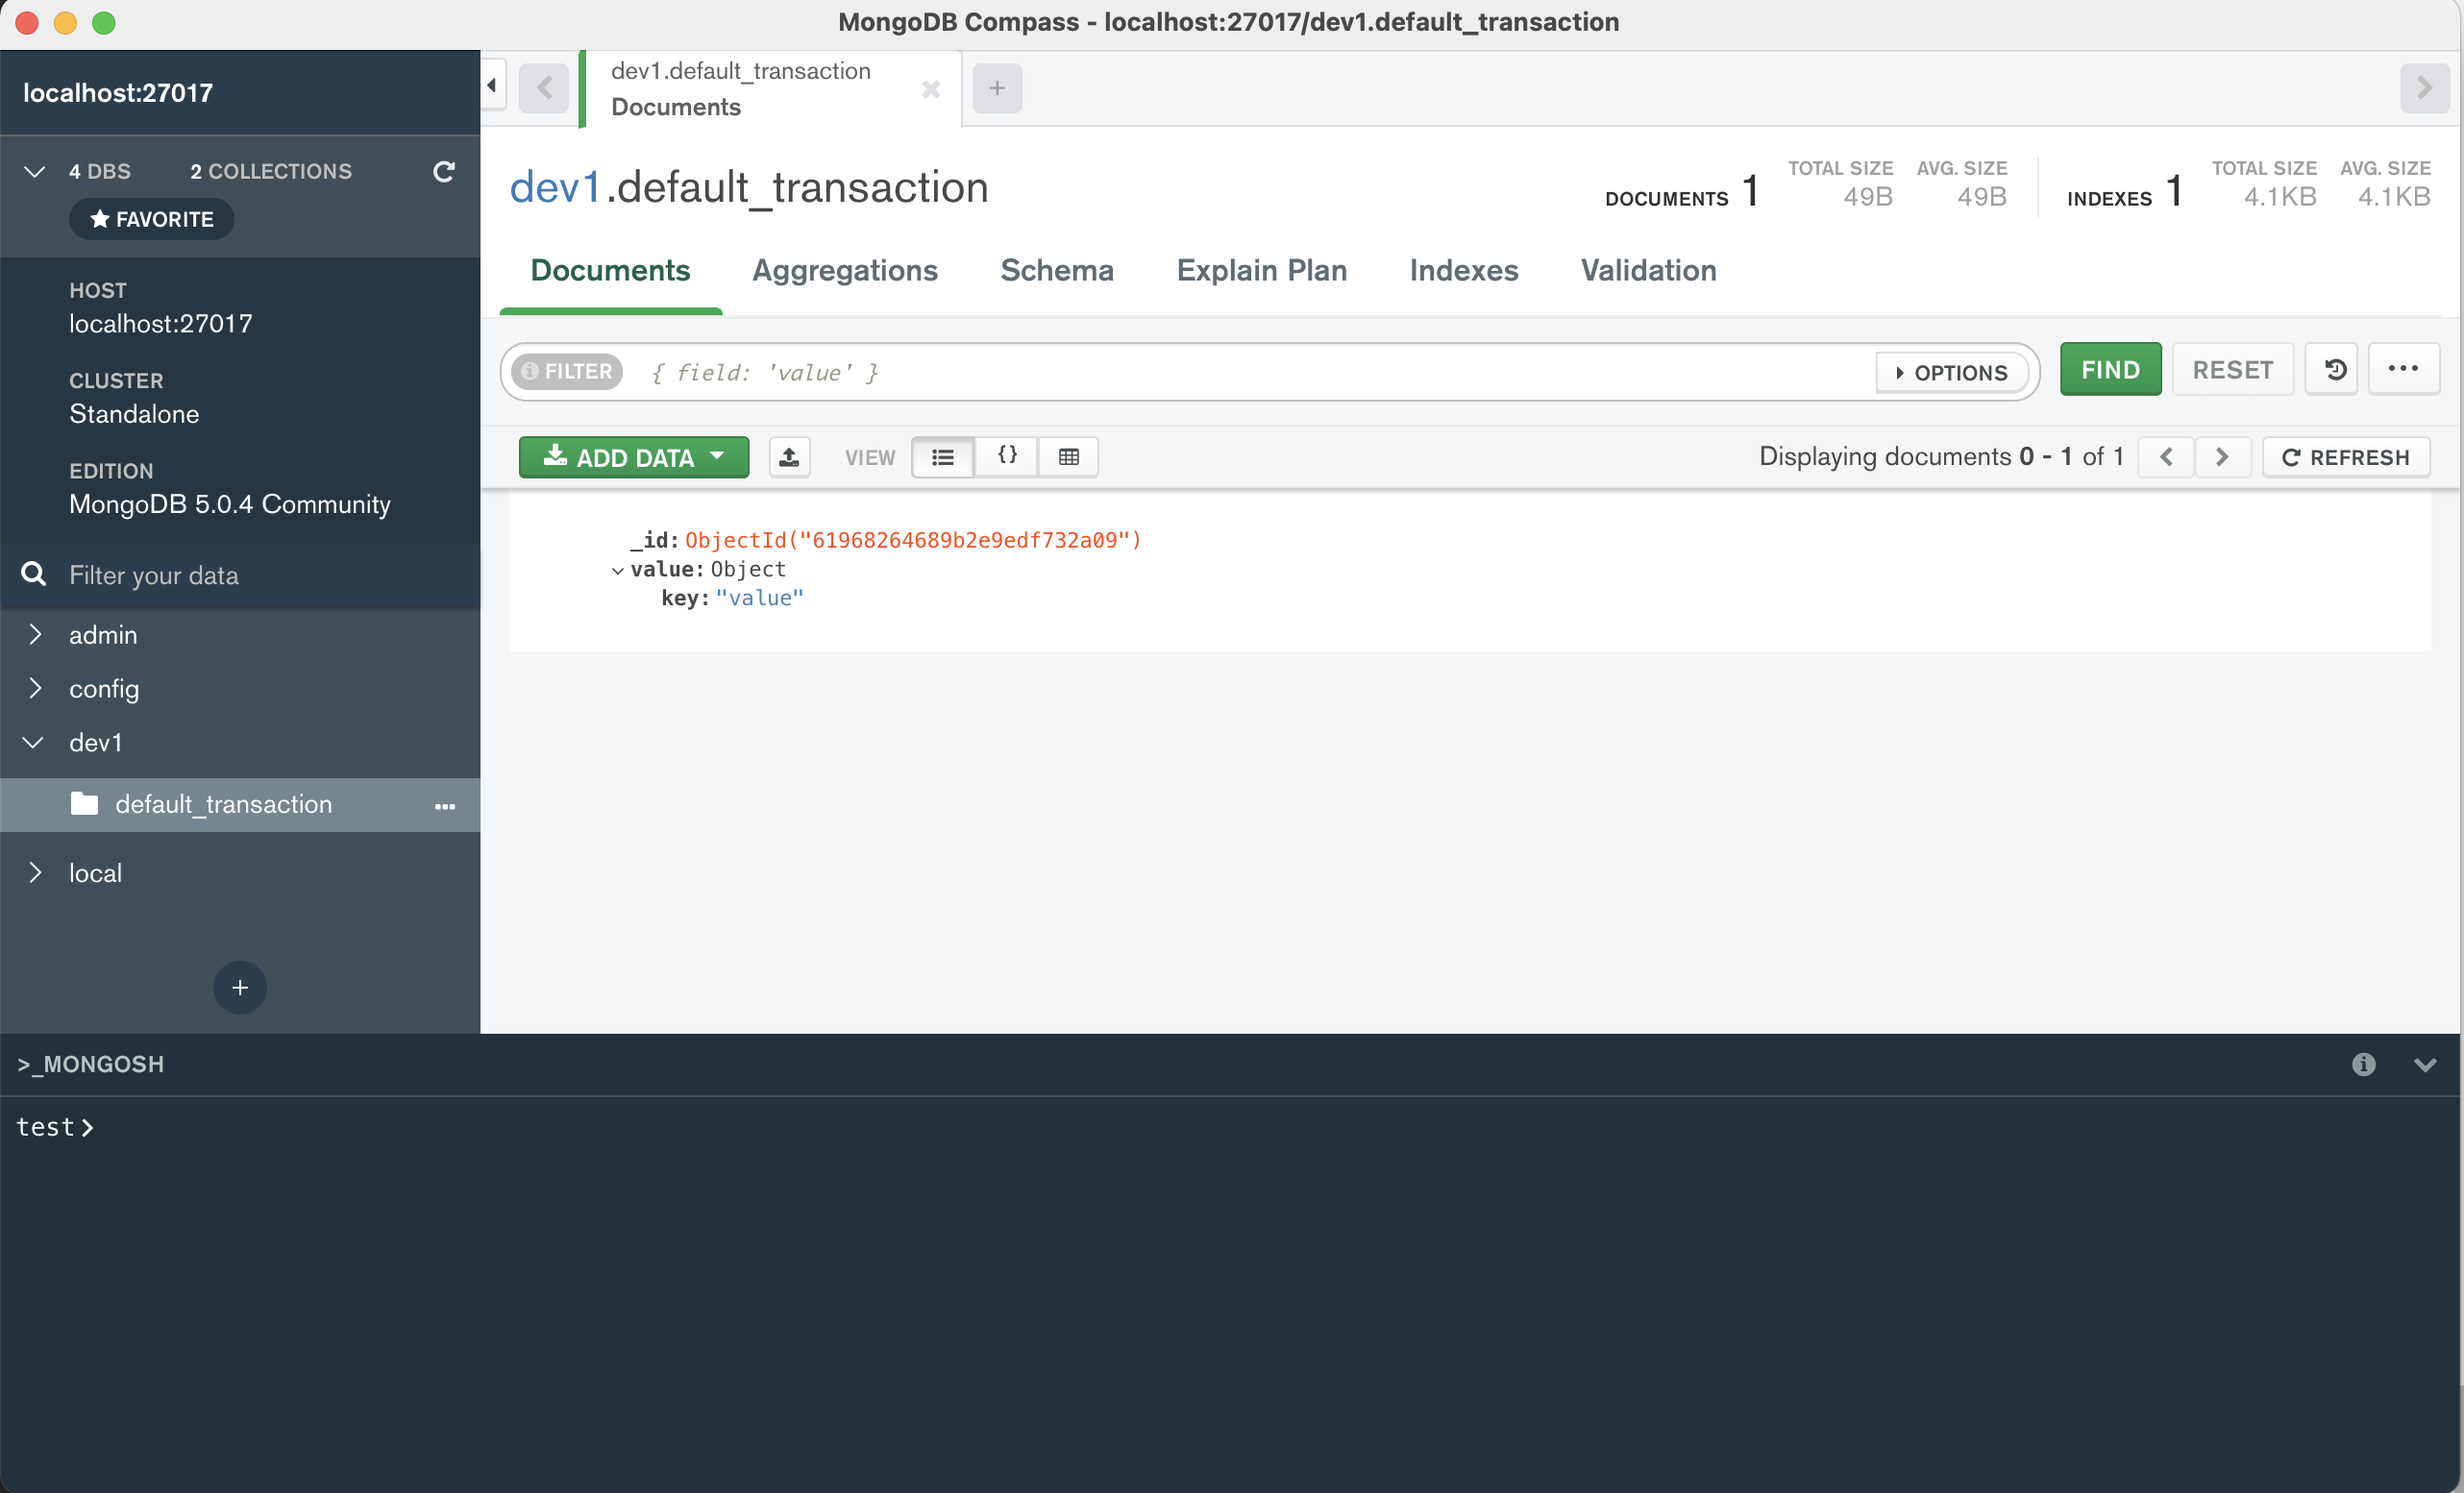 MongoDB Compass - localhost:27017/dev1.default_transaction
localhost:27017
4 DBS 2 COLLECTIONS
FAVORITE
HOST
localhost:27017
CLUSTER
Standalone
EDITION
MongoDB 5.0.4 Community
Filter your data
admin
config
dev1
default_transaction
local
dev1.default_transaction
Documents
dev1.default_transaction
DOCUMENTS 1
TOTAL SIZE
49B
AVG. SIZE
49B
INDEXES 1
TOTAL SIZE
4.1KB
AVG. SIZE
4.1KB
Documents Aggregations Schema Explain Plan Indexes Validation
FILTER { field: 'value' } OPTIONS FIND RESET
ADD DATA VIEW {} Displaying documents 0 - 1 of 1 REFRESH
_id: ObjectId("61968264689b2e9edf732a09")
value: Object
key: "value"
>_MONGOSH
test>